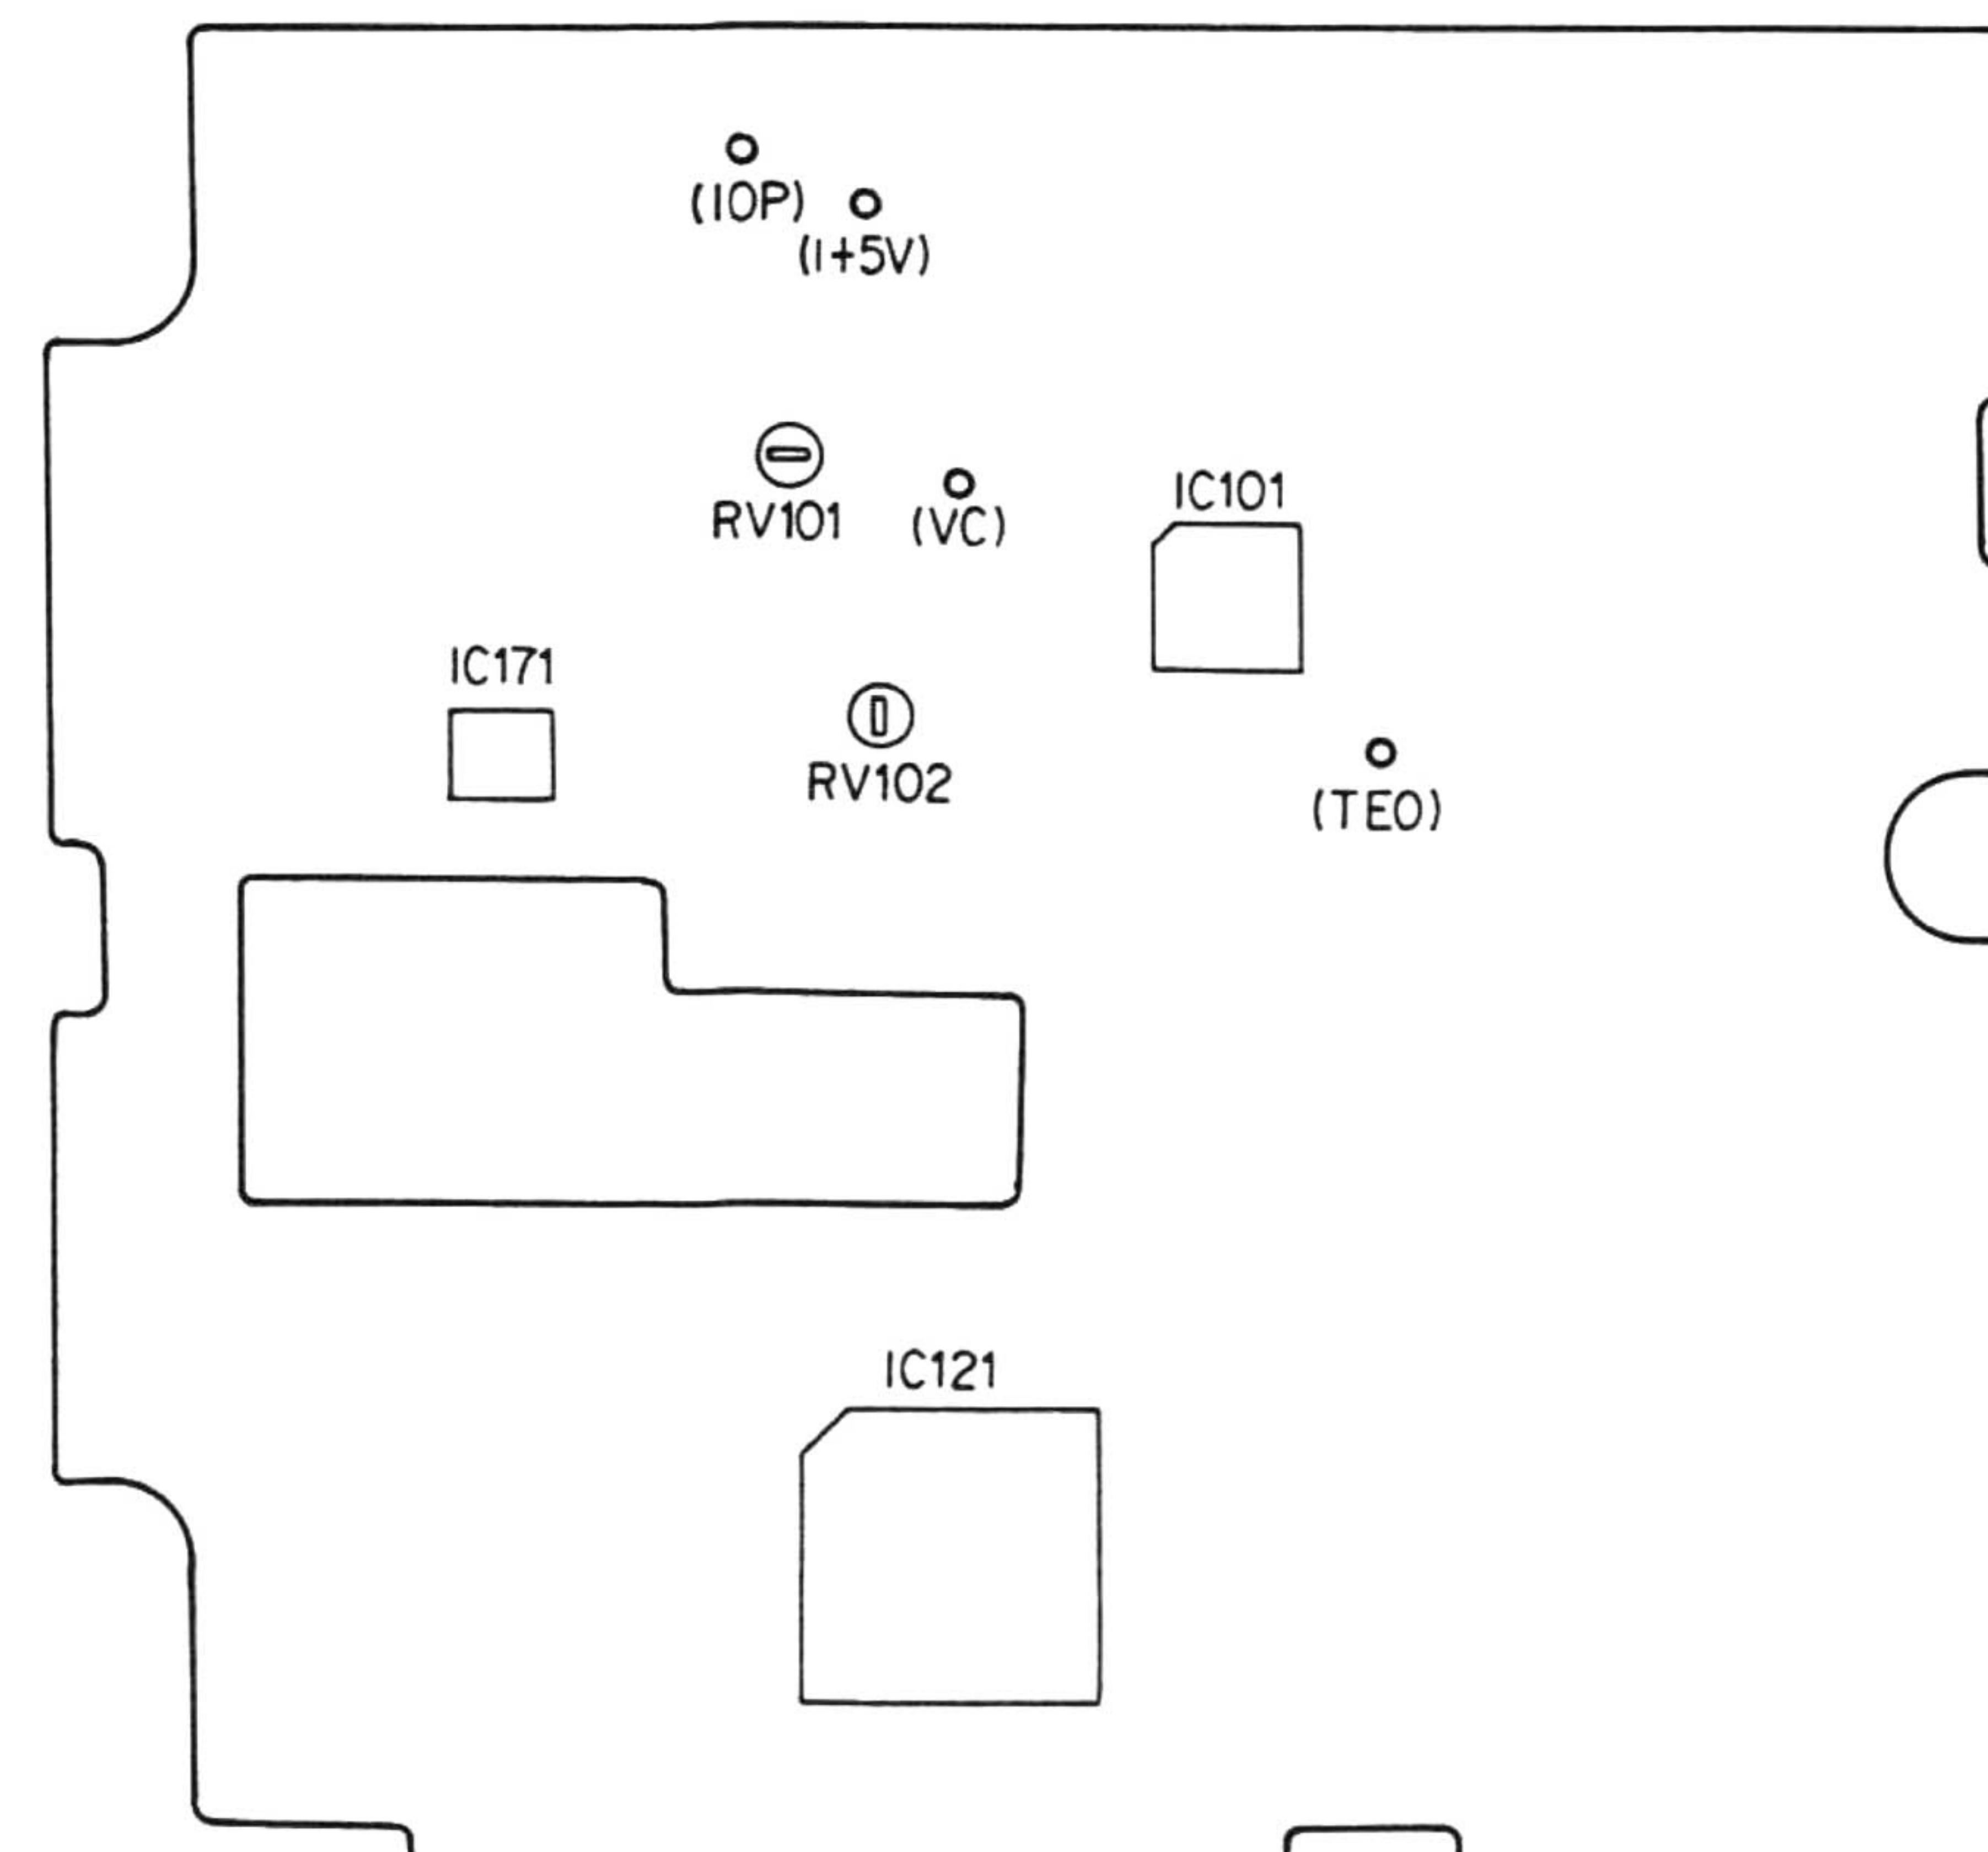 (IOP)
(I+5V)
RV101
(VC)
IC101
IC171
RV102
(TEO)
IC121